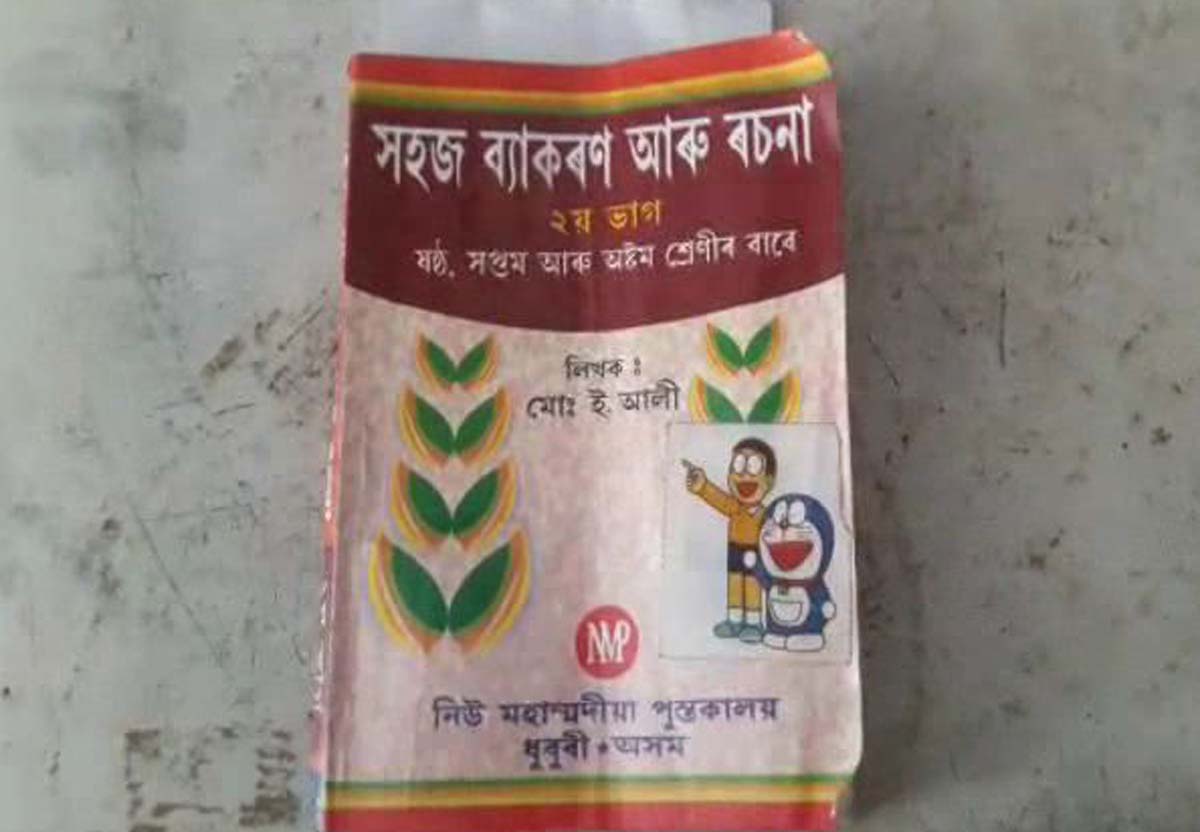 সহজ ব্যাকৰণ আৰু ৰচনা
২য় ভাগ
ষষ্ঠ, সপ্তম আৰু অষ্টম শ্ৰেণীৰ বাবে
লিখক ঃ
মোঃ ই. আলী
NMP
নিউ মহাম্মদীয়া পুস্তকালয়
ধুবুৰী * অসম